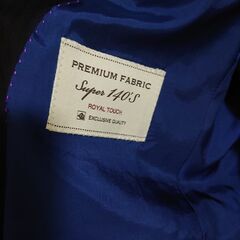 PREMIUM FABRIC
Super 140'S
ROYAL TOUCH
EXCLUSIVE QUALITY